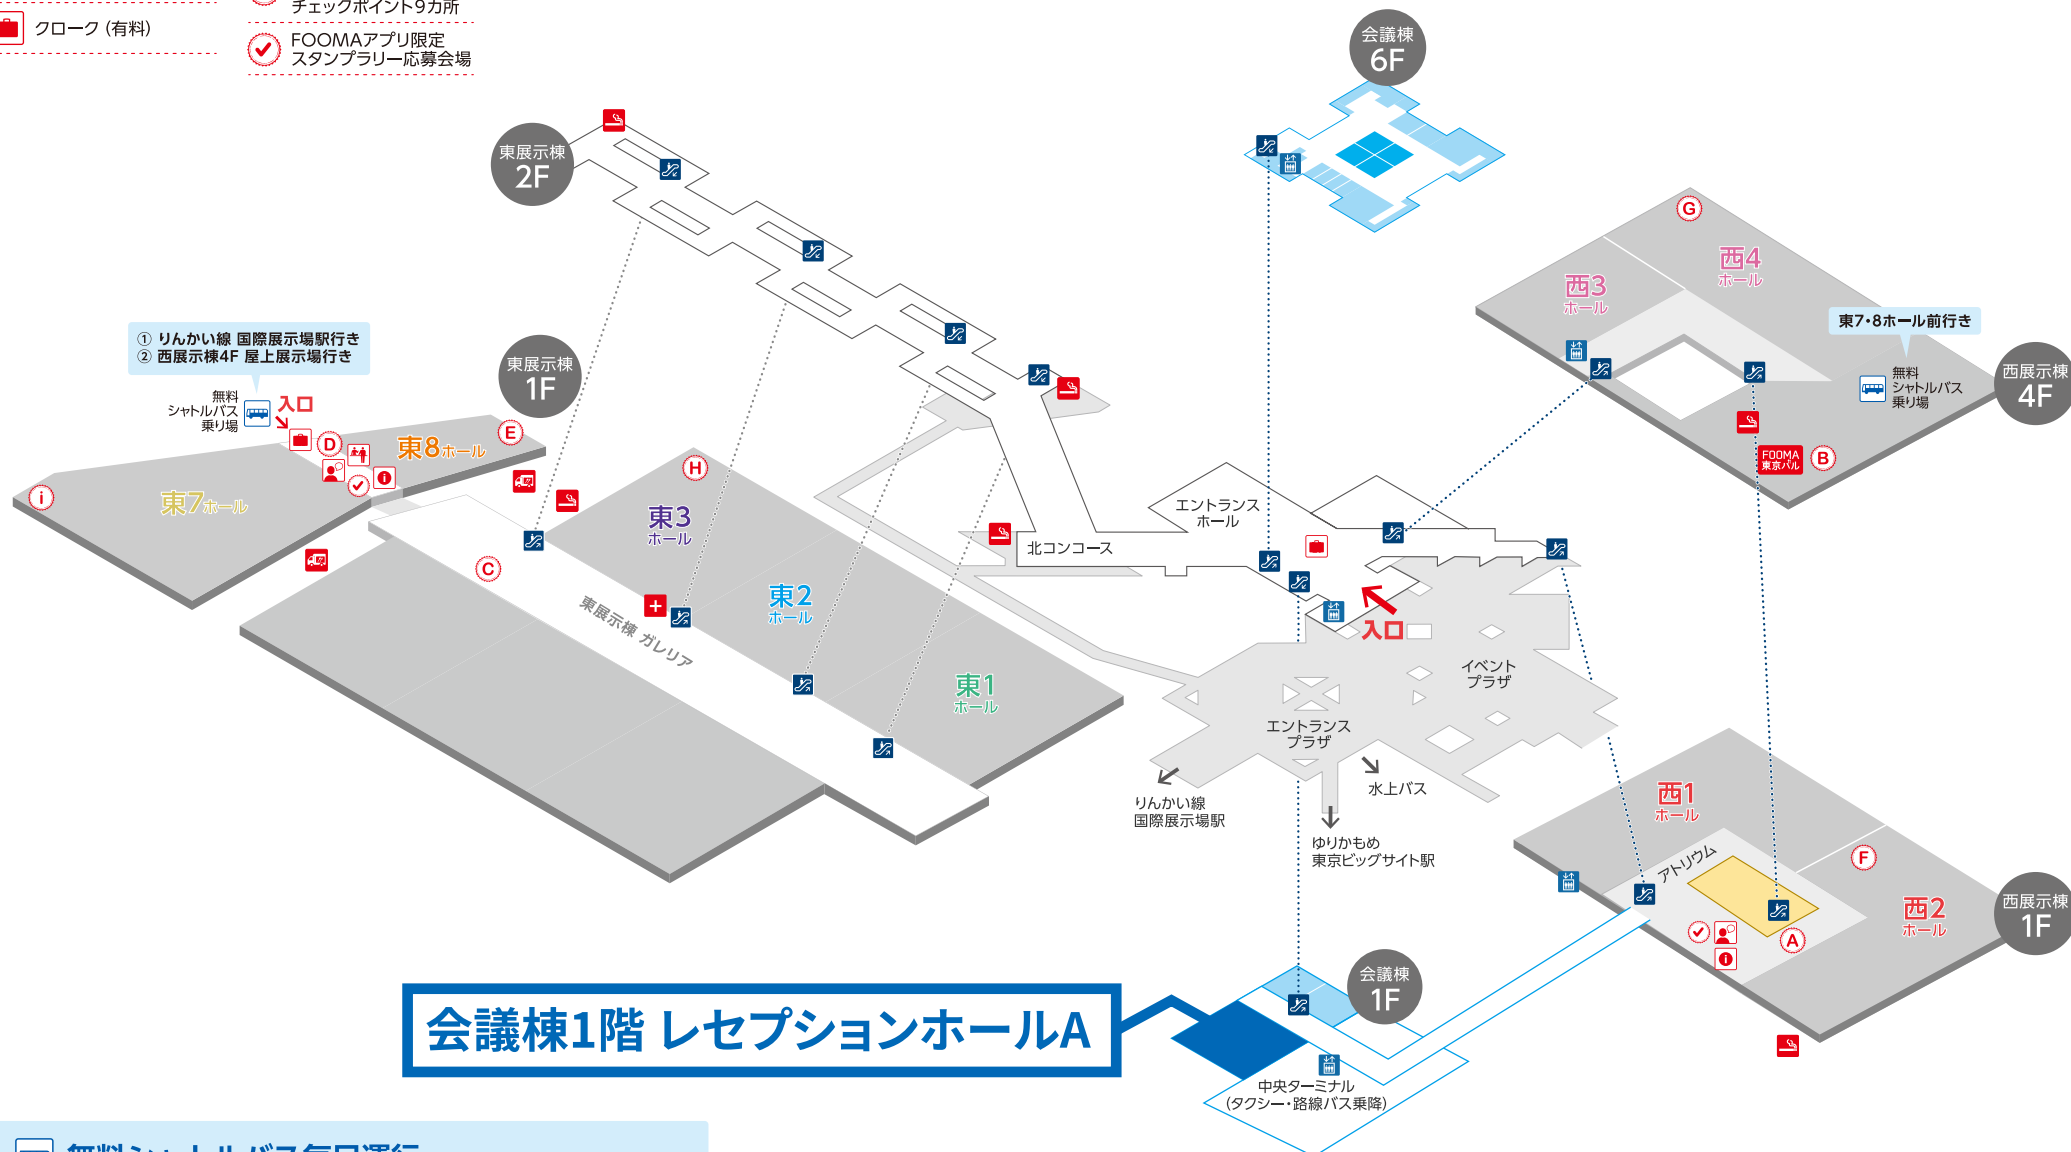 クローク（有料）
チェックポイント9カ所
FOOMAアプリ限定
スタンプラリー応募会場
会議棟
6F
東展示棟
2F
G
西4
ホール
西3
ホール
東7・8ホール前行き
無料
シャトルバス
乗り場
西展示棟
4F
FOOMA
東京バル
B
① りんかい線 国際展示場駅行き
② 西展示棟4F 屋上展示場行き
無料
シャトルバス
乗り場
入口
東展示棟
1F
D
E
東8ホール
i
東7ホール
H
東3
ホール
C
東2
ホール
東1
ホール
東展示棟 ガレリア
エントランス
ホール
北コンコース
入口
イベント
プラザ
エントランス
プラザ
りんかい線
国際展示場駅
水上バス
ゆりかもめ
東京ビッグサイト駅
西1
ホール
アトリウム
F
西2
ホール
A
西展示棟
1F
会議棟
1F
会議棟1階 レセプションホールA
中央ターミナル
（タクシー・路線バス乗降）
無料シャトルバス毎日運行